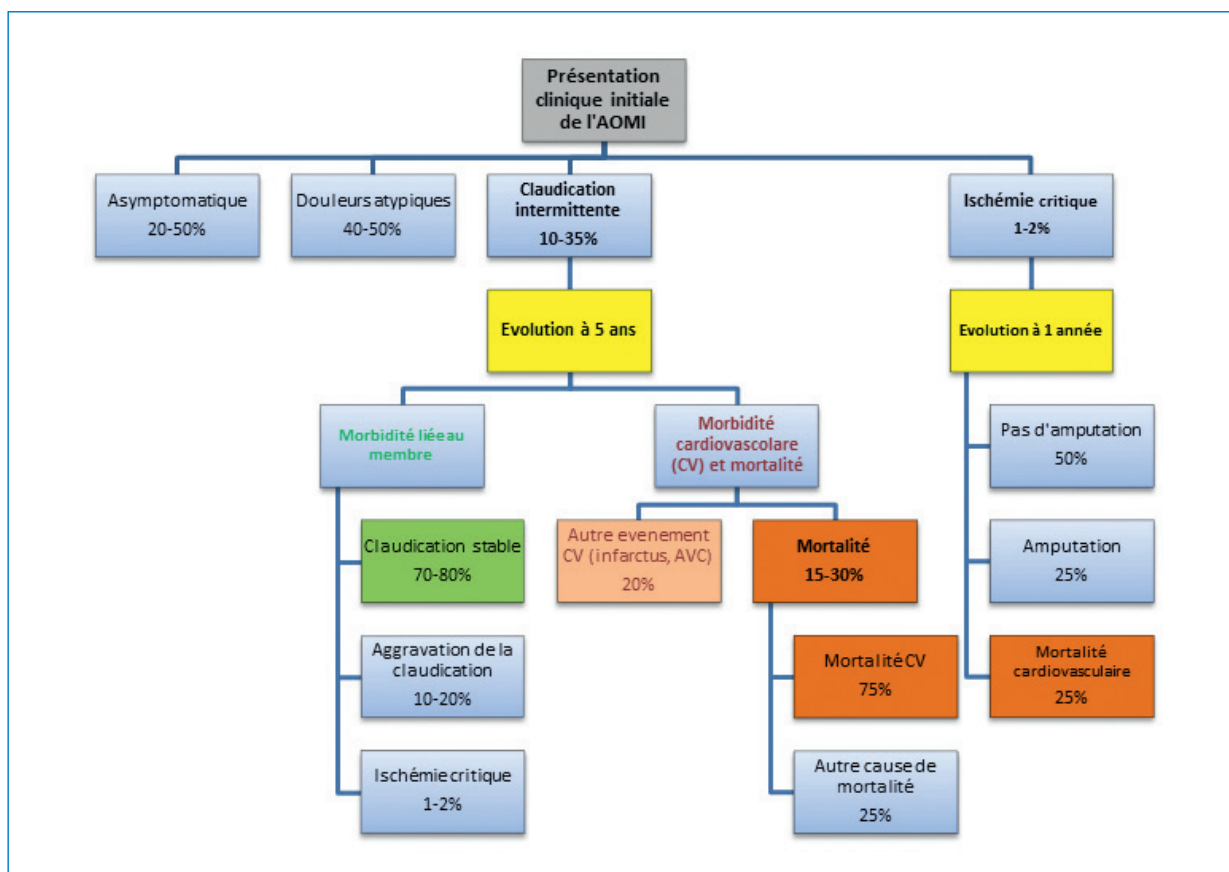 Présentation
clinique initiale
de l'AOMI
Asymptomatique
20-50%
Douleurs atypiques
40-50%
Claudication
intermittente
10-35%
Ischémie critique
1-2%
Evolution à 5 ans
Evolution à 1 année
Morbidité liée au
membre
Morbidité
cardiovascolare
(CV) et mortalité
Claudication stable
70-80%
Aggravation de la
claudication
10-20%
Ischémie critique
1-2%
Autre evenement
CV (infarctus, AVC)
20%
Mortalité
15-30%
Mortalité CV
75%
Autre cause de
mortalité
25%
Pas d'amputation
50%
Amputation
25%
Mortalité
cardiovasculaire
25%